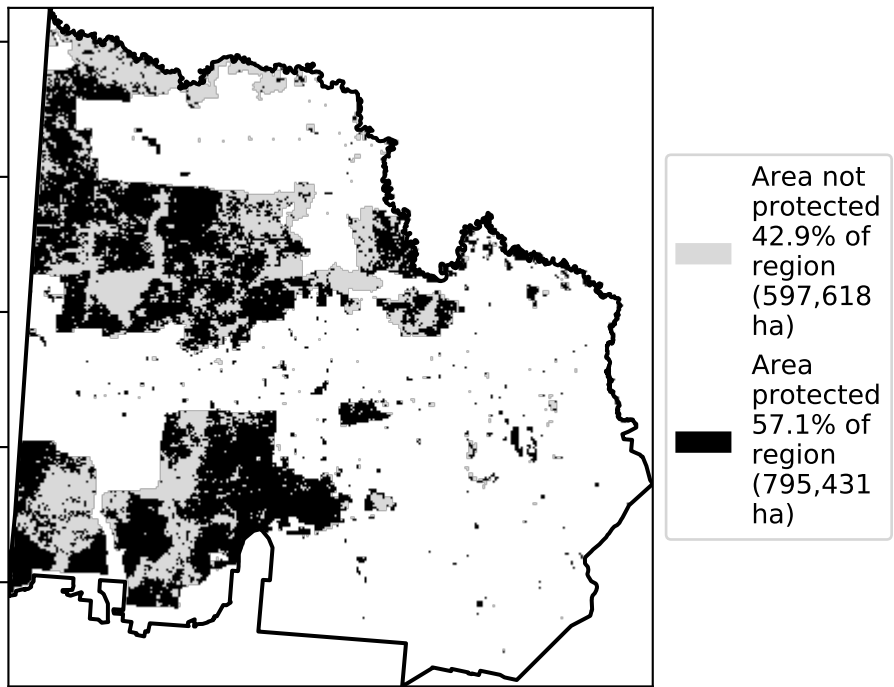 Area not
protected
42.9% of
region
(597,618
ha)
Area
protected
57.1% of
region
(795,431
ha)